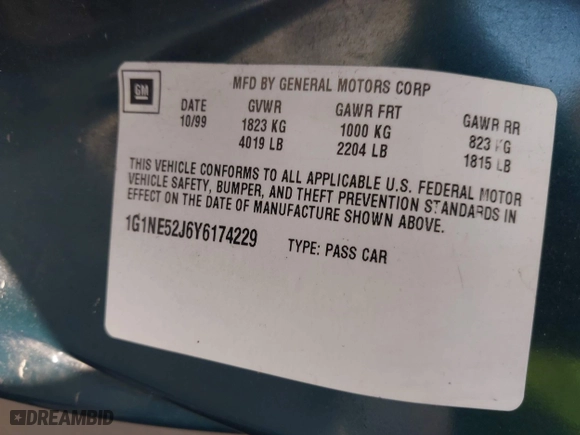 GM
MFD BY GENERAL MOTORS CORP
DATE GVWR GAWR FRT GAWR RR
10/99 1823 KG 1000 KG 823 KG
4019 LB 2204 LB 1815 LB
THIS VEHICLE CONFORMS TO ALL APPLICABLE U.S. FEDERAL MOTOR
VEHICLE SAFETY, BUMPER, AND THEFT PREVENTION STANDARDS IN
EFFECT ON THE DATE OF MANUFACTURE SHOWN ABOVE.
1G1NE52J6Y6174229 TYPE: PASS CAR
DREAMBID